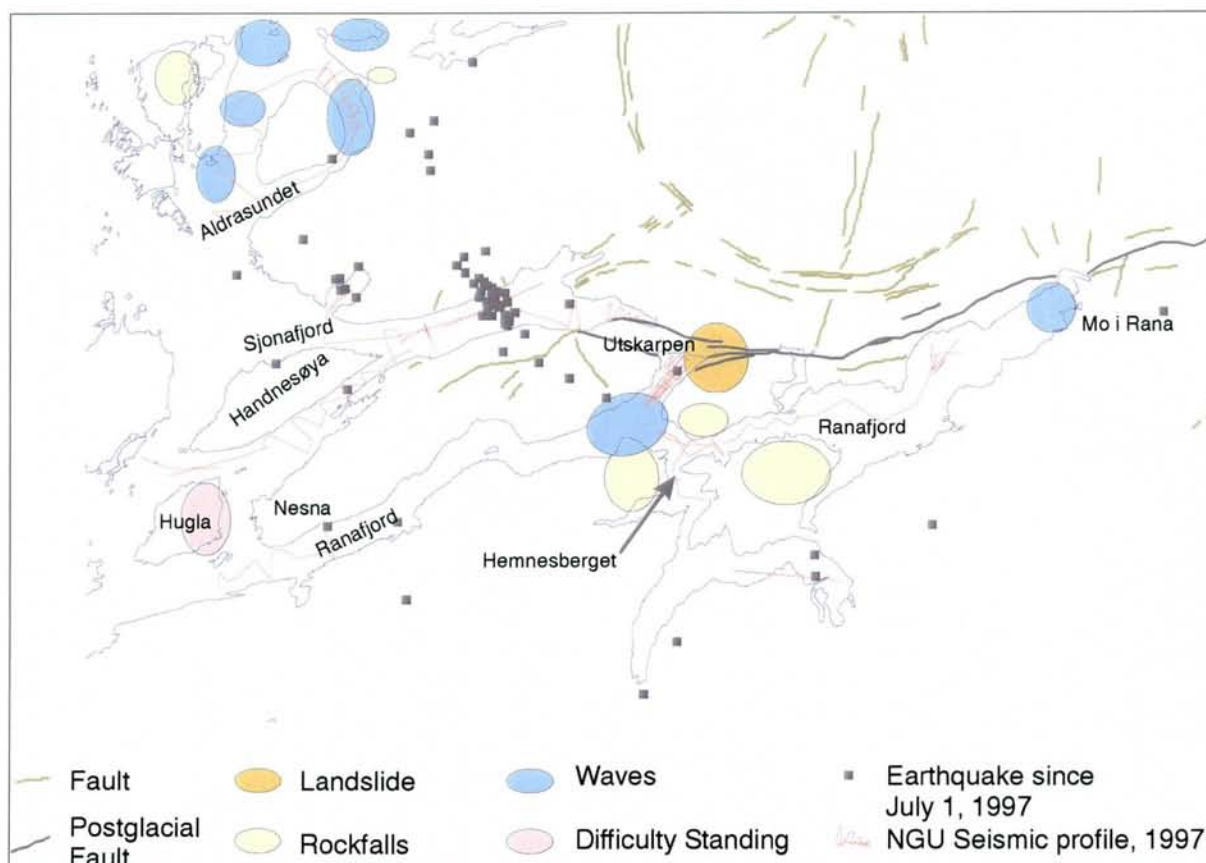 Aldrasundet
Sjonafjord
Handnesøya
Utskarpen
Mo i Rana
Ranafjord
Hugla
Nesna
Ranafjord
Hemnesberget
Fault
Landslide
Waves
Earthquake since
July 1, 1997
Postglacial
Fault
Rockfalls
Difficulty Standing
NGU Seismic profile, 1997